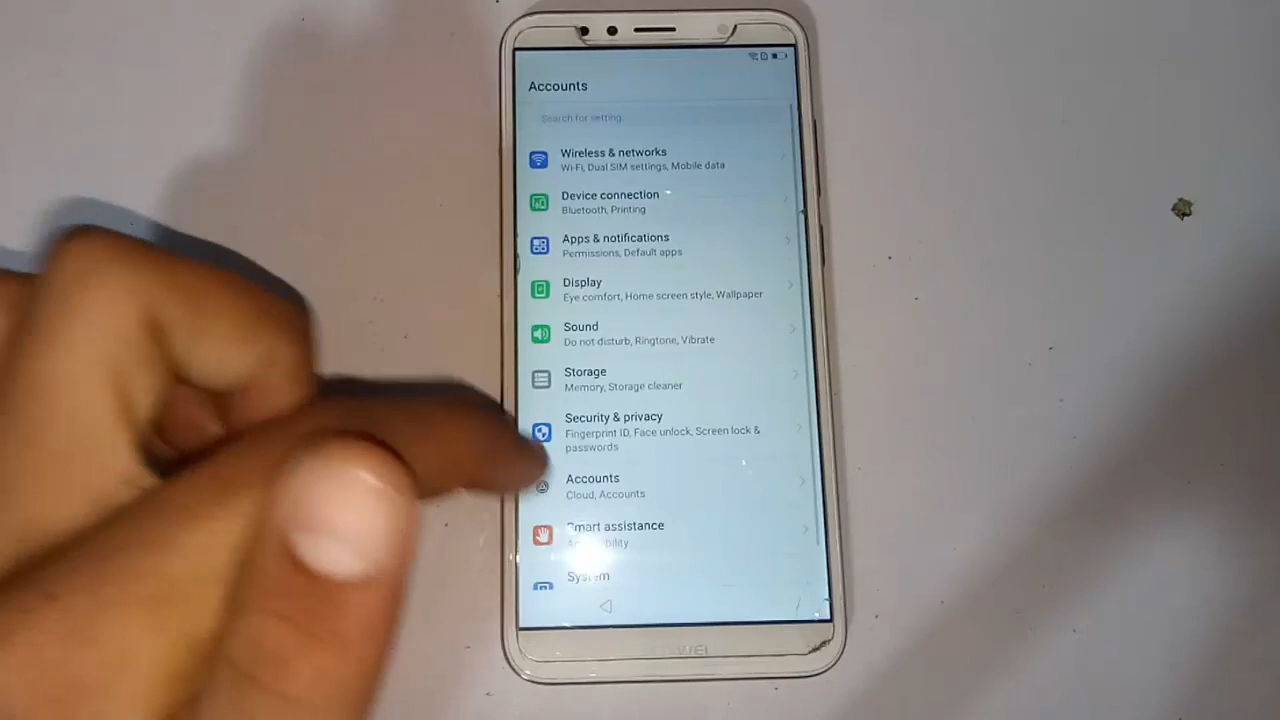 Accounts
Search for setting
Wireless & networks
Wi-Fi, Dual SIM settings, Mobile data
Device connection
Bluetooth, Printing
Apps & notifications
Permissions, Default apps
Display
Eye comfort, Home screen style, Wallpaper
Sound
Do not disturb, Ringtone, Vibrate
Storage
Memory, Storage cleaner
Security & privacy
Fingerprint ID, Face unlock, Screen lock &
passwords
Accounts
Cloud, Accounts
Smart assistance
Accessibility
System
HUAWEI